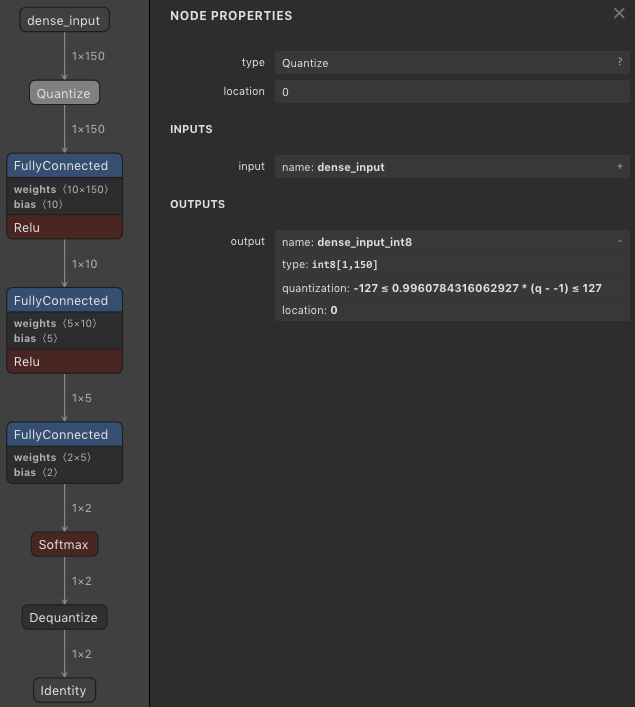 dense_input
1×150
Quantize
1×150
FullyConnected
weights ⟨10×150⟩
bias ⟨10⟩
Relu
1×10
FullyConnected
weights ⟨5×10⟩
bias ⟨5⟩
Relu
1×5
FullyConnected
weights ⟨2×5⟩
bias ⟨2⟩
1×2
Softmax
1×2
Dequantize
1×2
Identity
NODE PROPERTIES ×
type Quantize ?
location 0
INPUTS
input name: dense_input +
OUTPUTS
output name: dense_input_int8 -
type: int8[1,150]
quantization: -127 ≤ 0.9960784316062927 * (q - -1) ≤ 127
location: 0